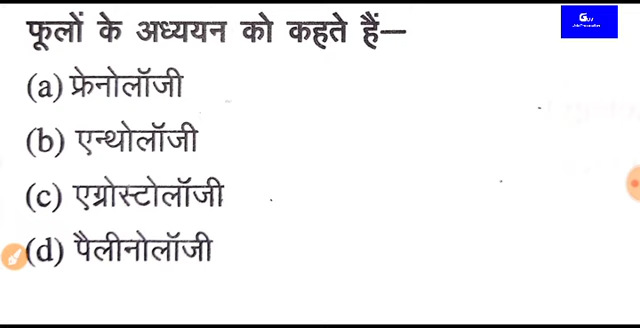 फूलों के अध्ययन को कहते हैं—
(a) फ्रेनोलॉजी
(b) एन्थोलॉजी
(c) एग्रोस्टोलॉजी
(d) पैलीनोलॉजी